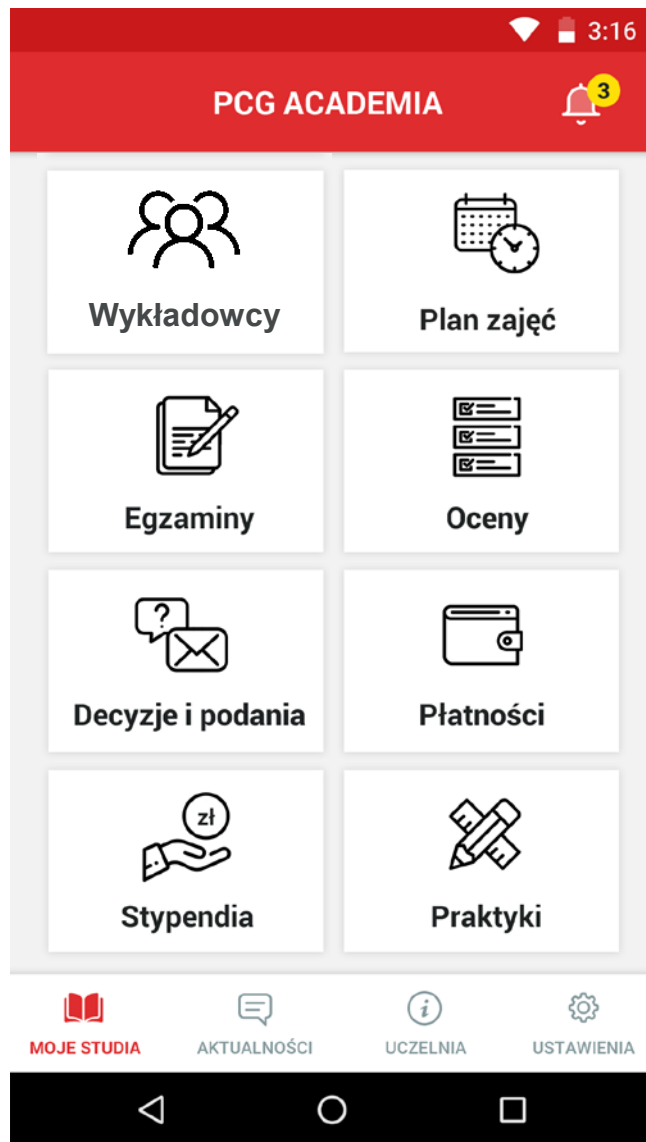 3:16
PCG ACADEMIA
3
Wykładowcy
Plan zajęć
Egzaminy
Oceny
?
Decyzje i podania
Płatności
zł
Stypendia
Praktyki
i
MOJE STUDIA
AKTUALNOŚCI
UCZELNIA
USTAWIENIA